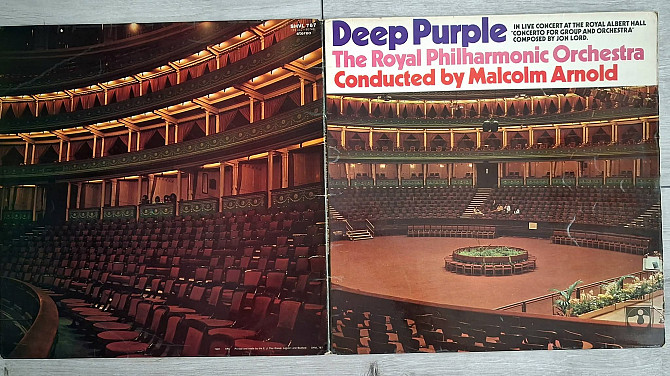 SHVL 767
stereo
Deep Purple
IN LIVE CONCERT AT THE ROYAL ALBERT HALL
'CONCERTO FOR GROUP AND ORCHESTRA'
COMPOSED BY JON LORD.
The Royal Philharmonic Orchestra
Conducted by Malcolm Arnold